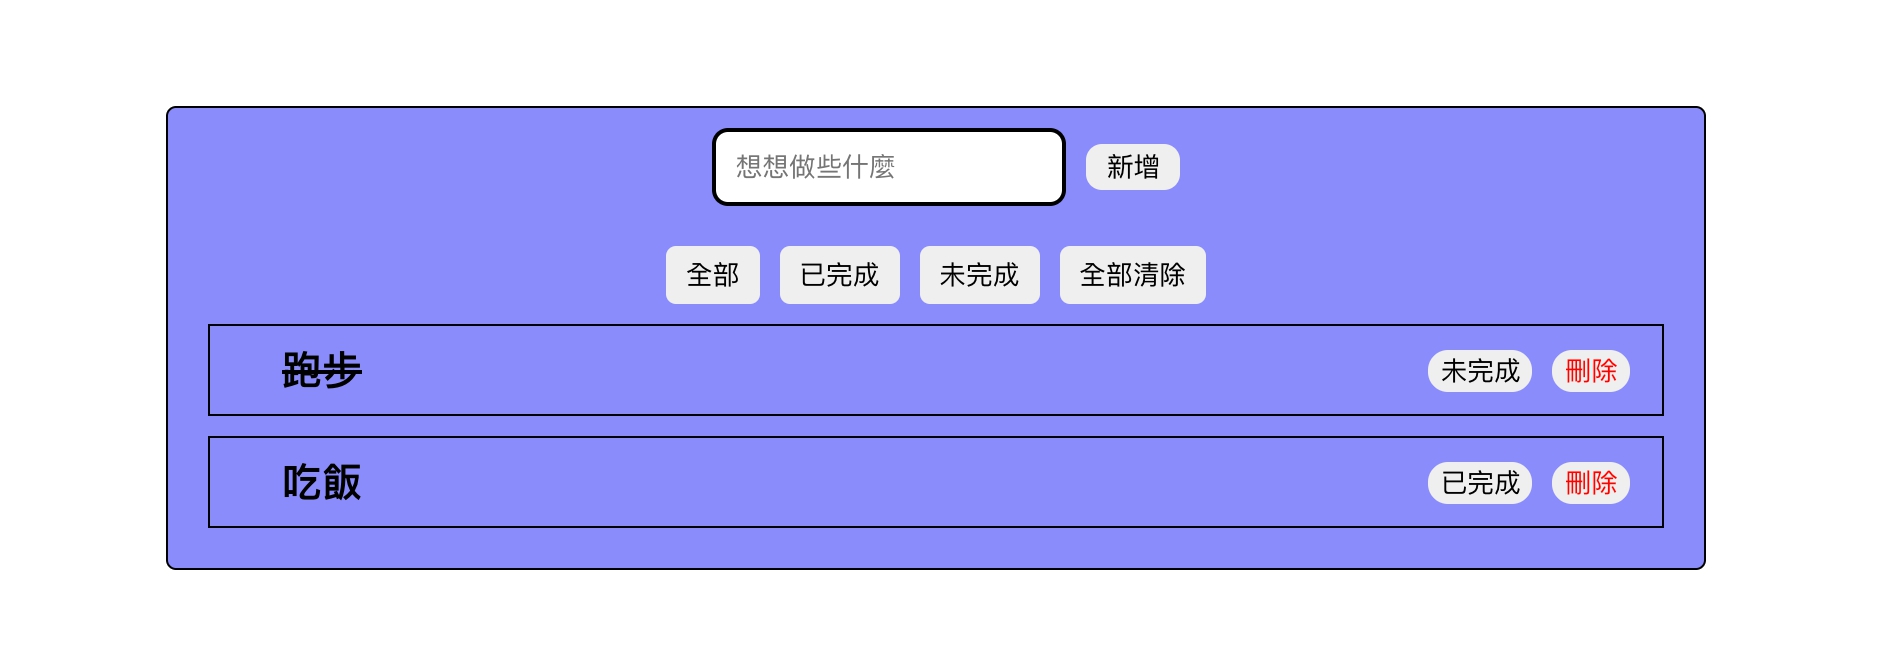 想想做些什麼 新增
全部 已完成 未完成 全部清除
跑步 未完成 刪除
吃飯 已完成 刪除